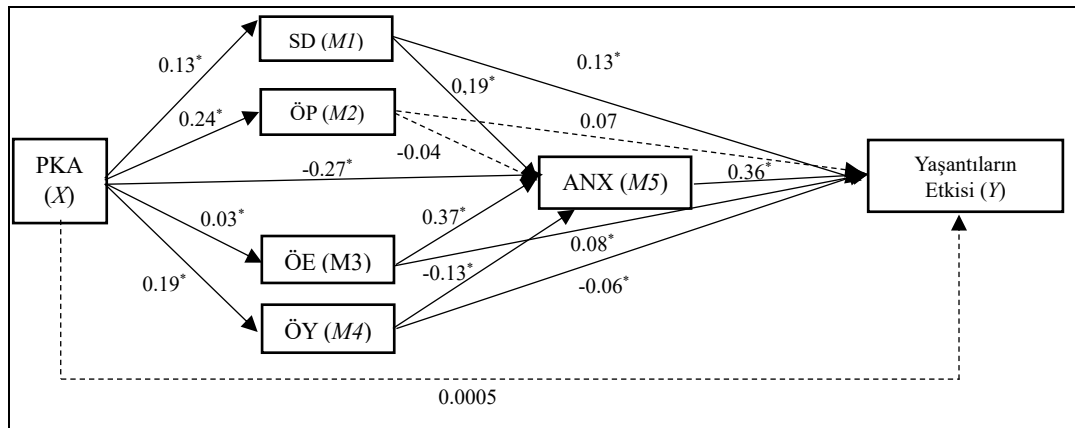 SD (M1)
0.13*
0.13*
0,19*
ÖP (M2)
0.24*
0.07
-0.04
PKA
(X)
-0.27*
ANX (M5)
0.36*
Yaşantıların
Etkisi (Y)
0.03*
0.37*
ÖE (M3)
0.08*
-0.13*
0.19*
-0.06*
ÖY (M4)
0.0005